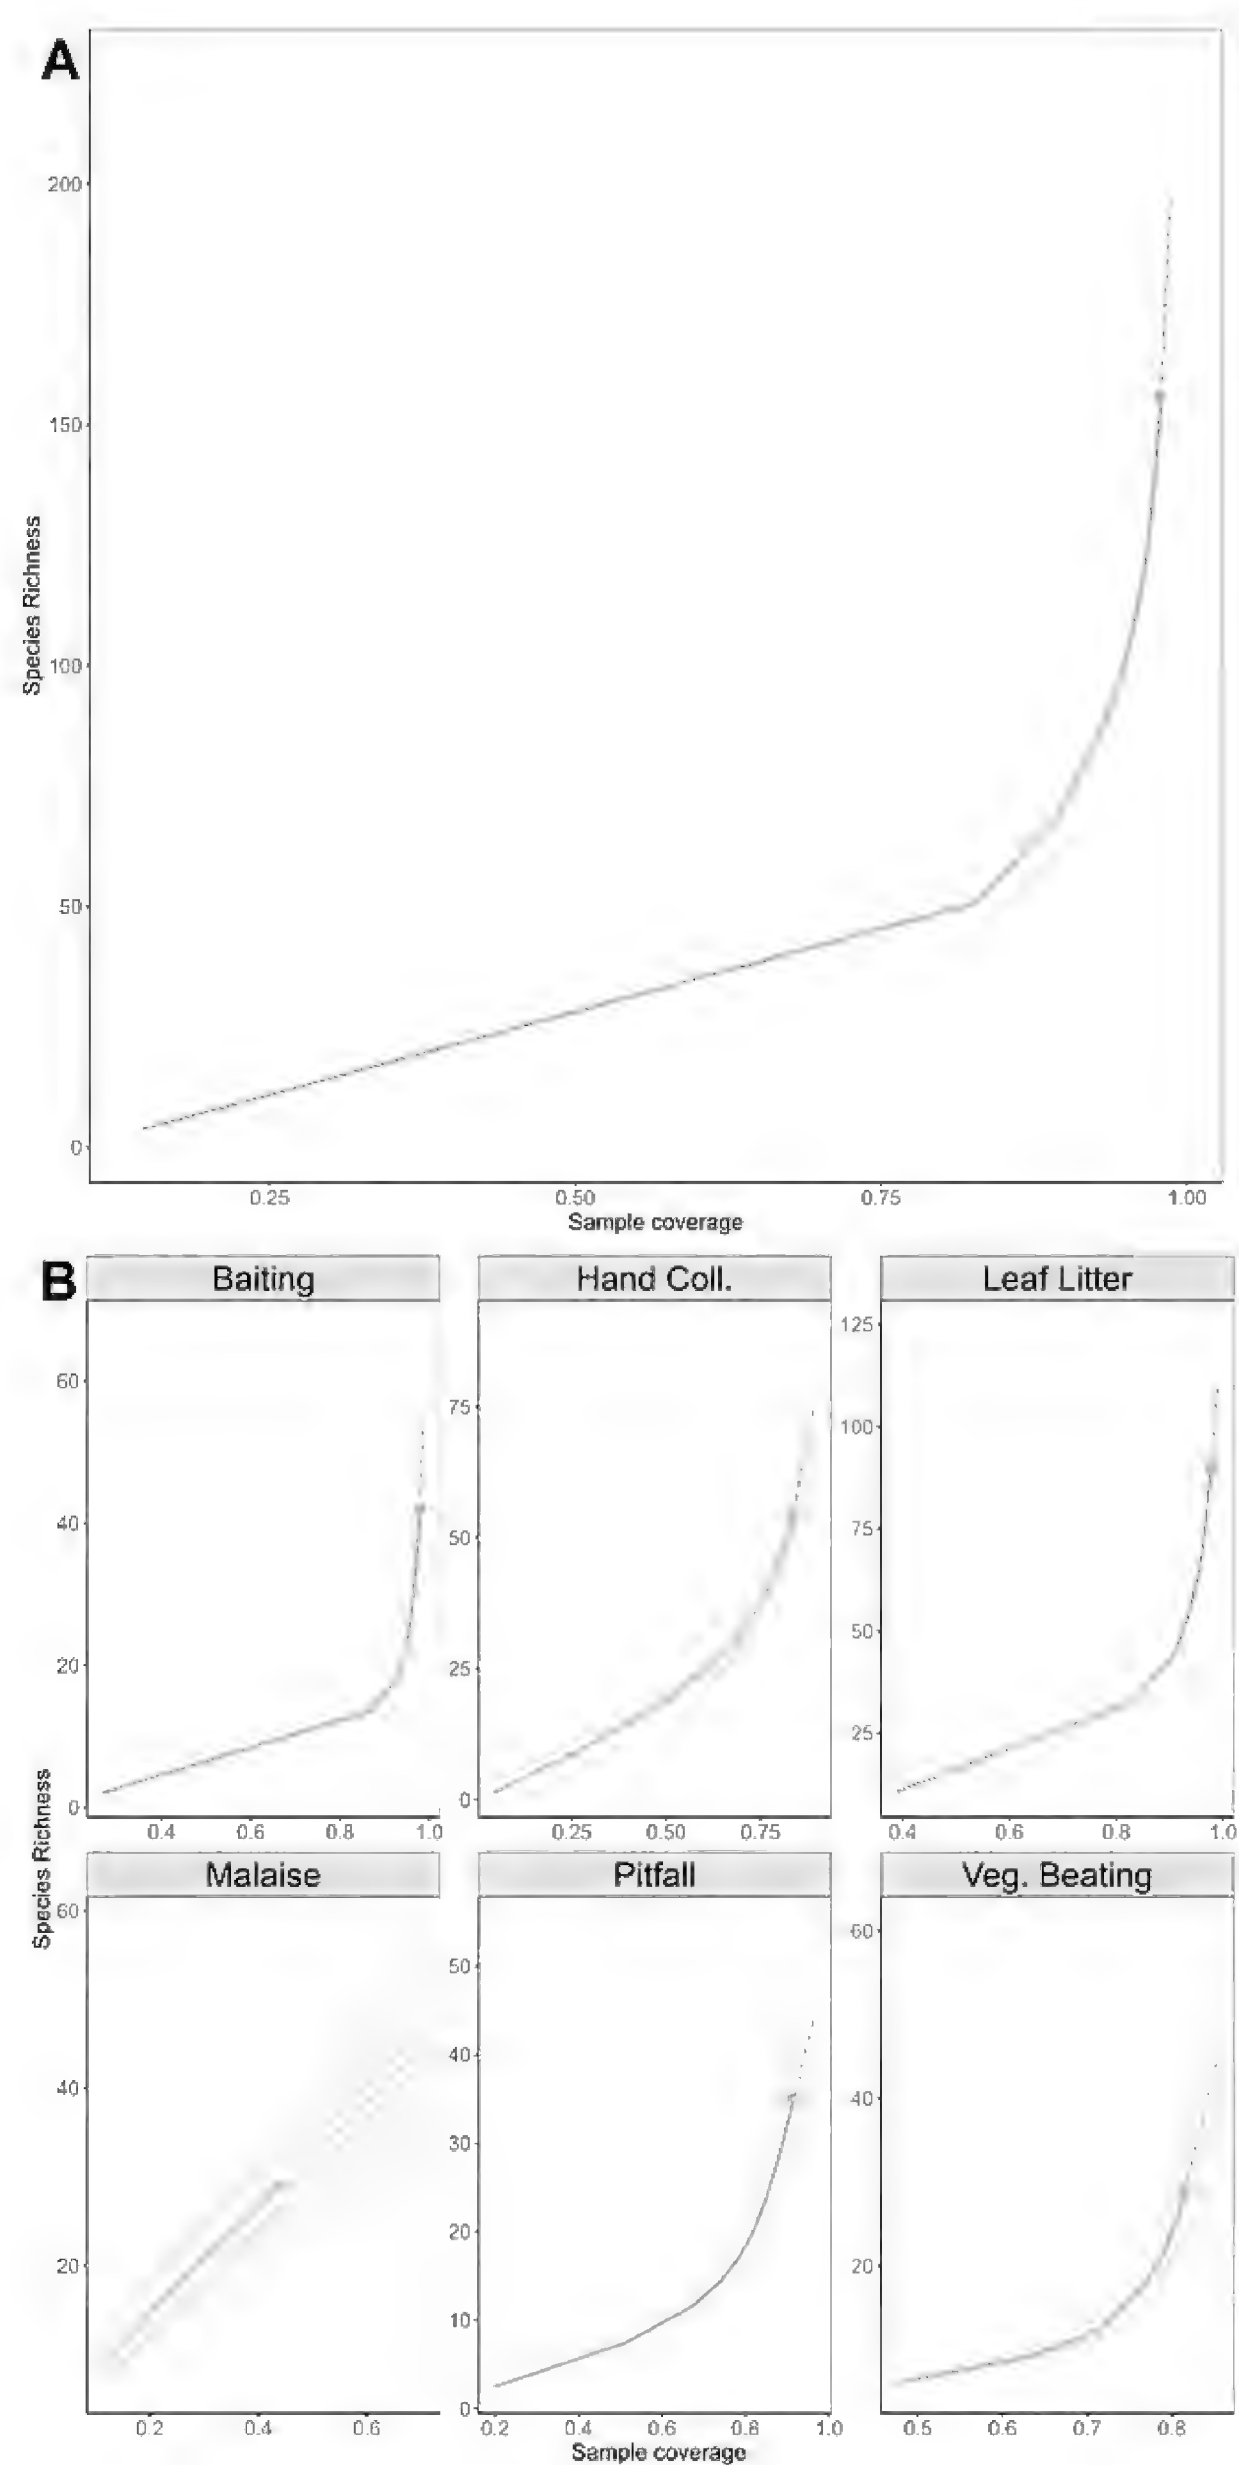 A
200
150
100
50
0
Species Richness
0.25 0.50 0.75 1.00
Sample coverage
B
Baiting Hand Coll. Leaf Litter
60
40
20
0
75
50
25
0
125
100
75
50
25
0.4 0.6 0.8 1.0
0.25 0.50 0.75
0.4 0.6 0.8 1.0
Species Richness
Malaise Pitfall Veg. Beating
60
40
20
50
40
30
20
10
0
60
40
20
0.2 0.4 0.6
0.2 0.4 0.6 0.8 1.0
0.5 0.6 0.7 0.8
Sample coverage